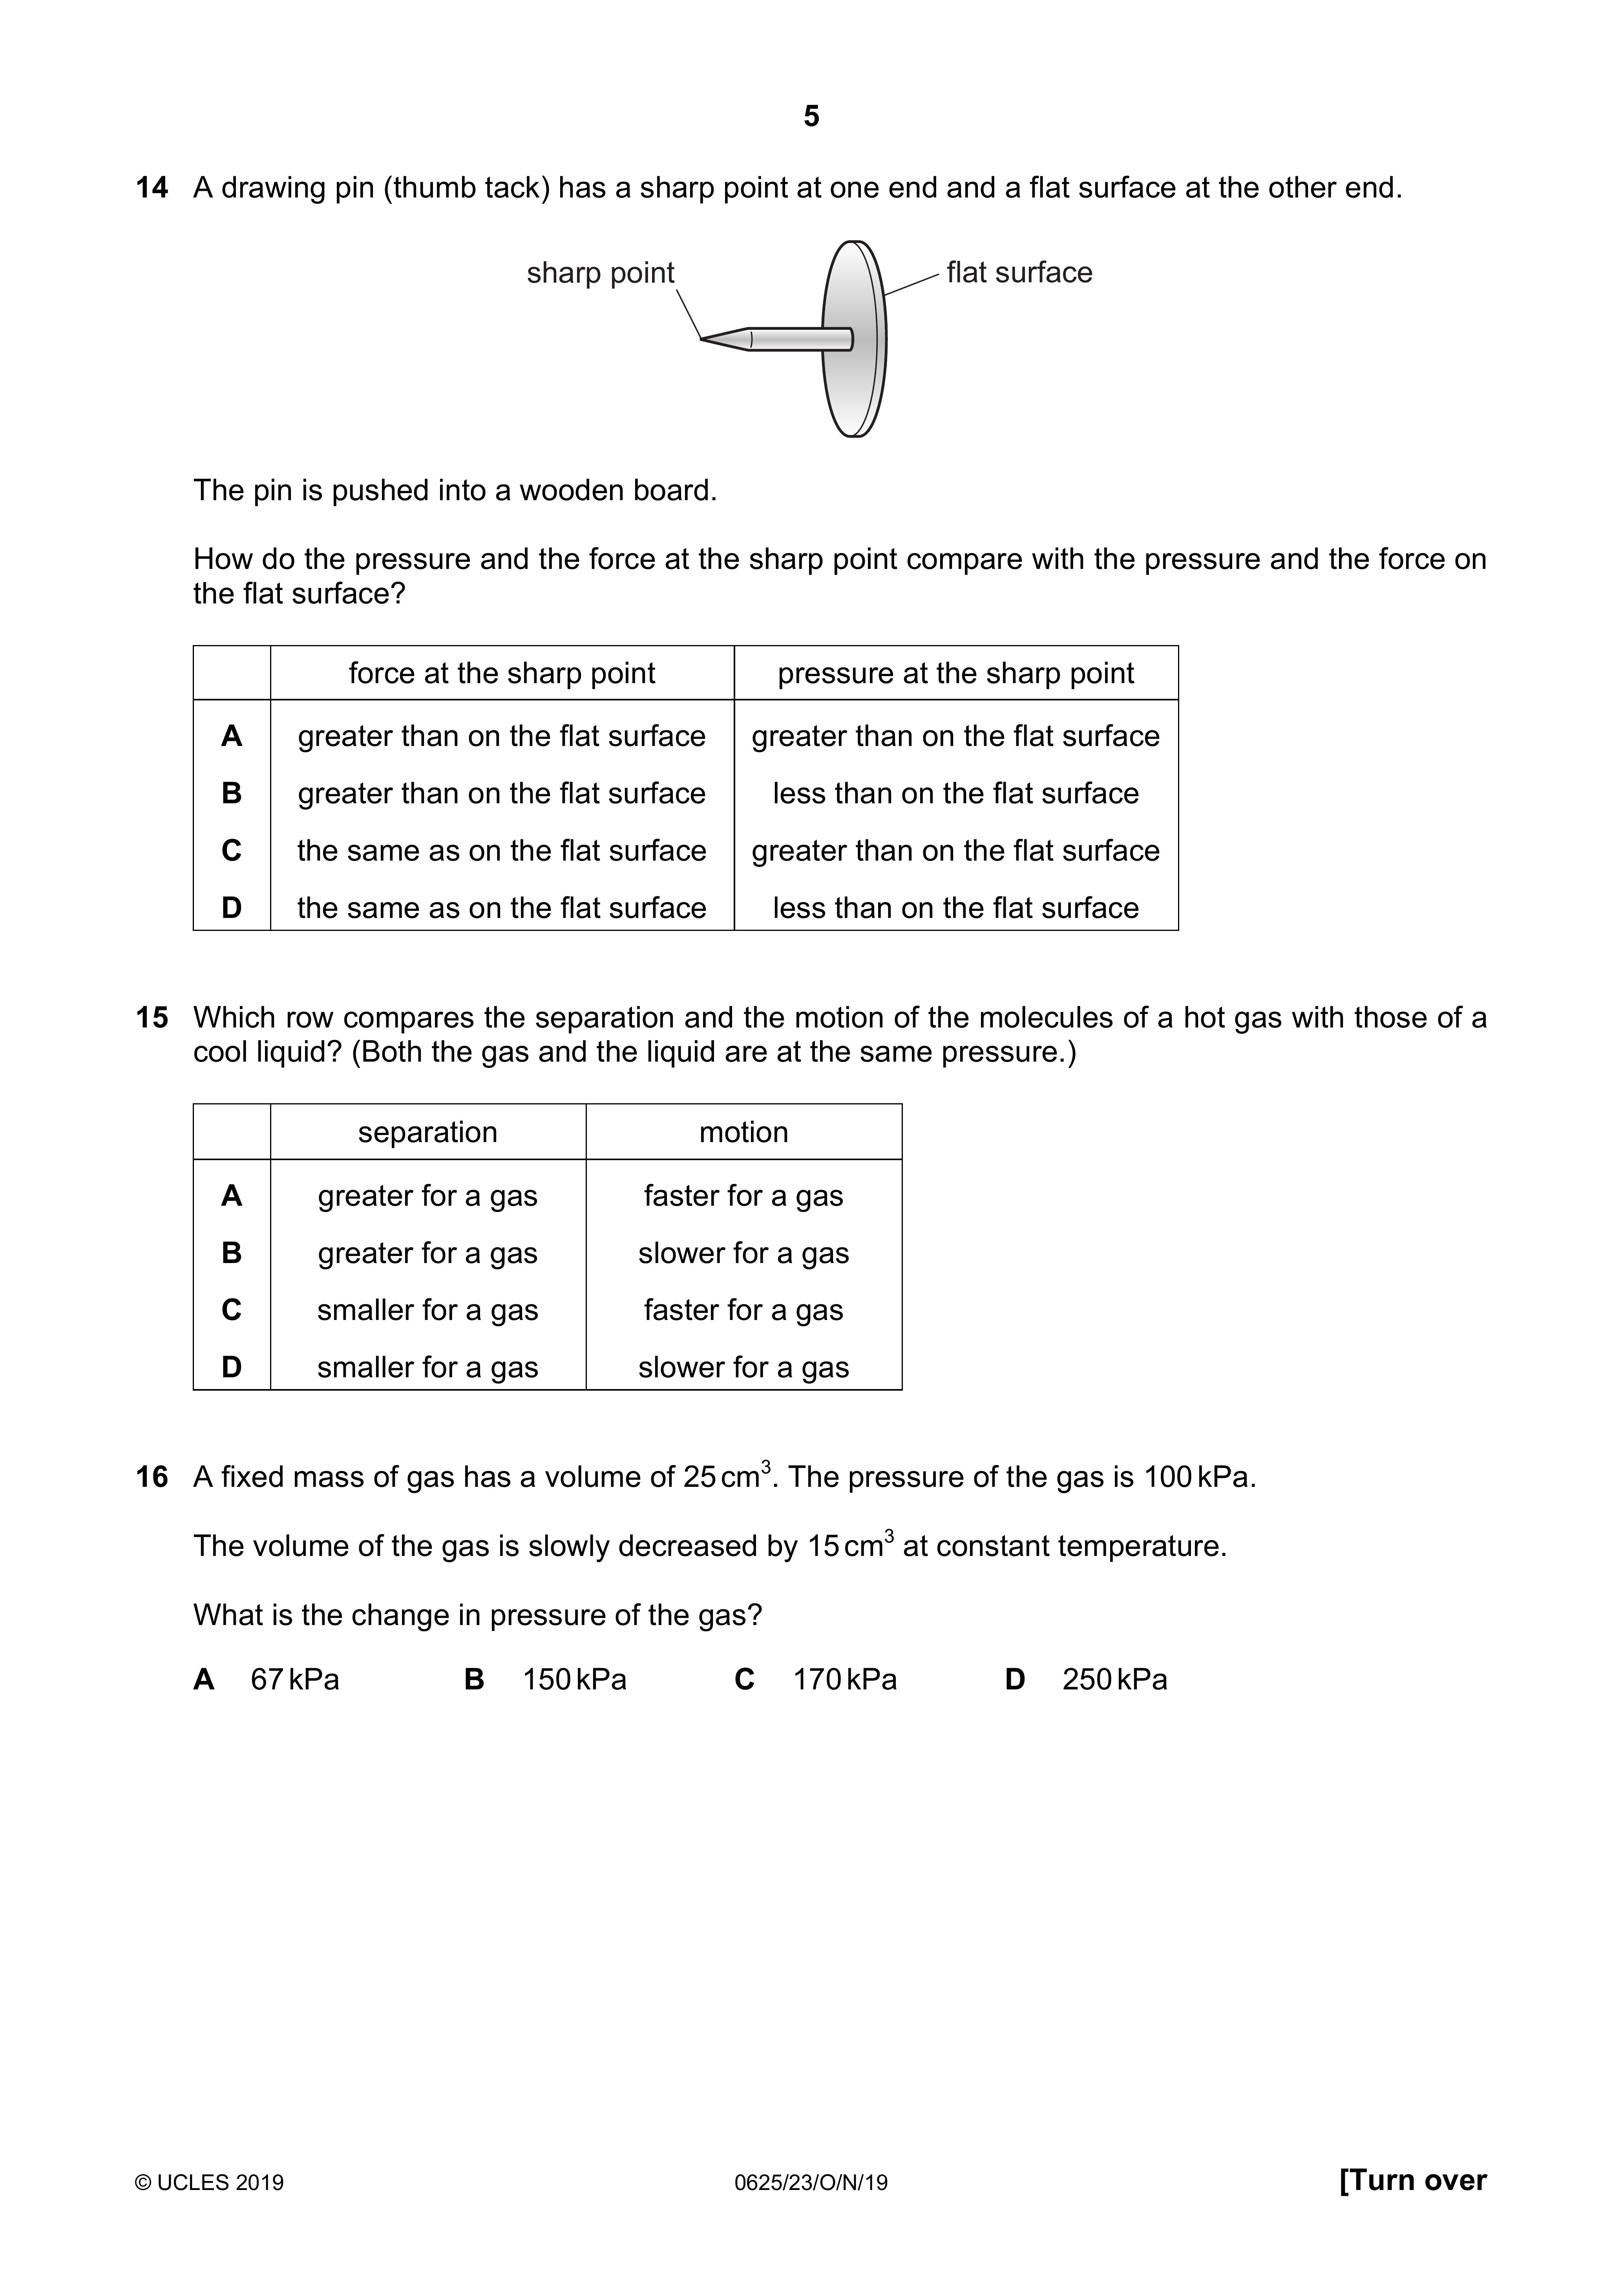 5
14 A drawing pin (thumb tack) has a sharp point at one end and a flat surface at the other end.
sharp point
flat surface
The pin is pushed into a wooden board.
How do the pressure and the force at the sharp point compare with the pressure and the force on
the flat surface?
force at the sharp point pressure at the sharp point
A greater than on the flat surface greater than on the flat surface
B greater than on the flat surface less than on the flat surface
C the same as on the flat surface greater than on the flat surface
D the same as on the flat surface less than on the flat surface
15 Which row compares the separation and the motion of the molecules of a hot gas with those of a
cool liquid? (Both the gas and the liquid are at the same pressure.)
separation motion
A greater for a gas faster for a gas
B greater for a gas slower for a gas
C smaller for a gas faster for a gas
D smaller for a gas slower for a gas
16 A fixed mass of gas has a volume of 25 cm³. The pressure of the gas is 100 kPa.
The volume of the gas is slowly decreased by 15 cm³ at constant temperature.
What is the change in pressure of the gas?
A 67 kPa B 150 kPa C 170 kPa D 250 kPa
© UCLES 2019 0625/23/O/N/19 [Turn over